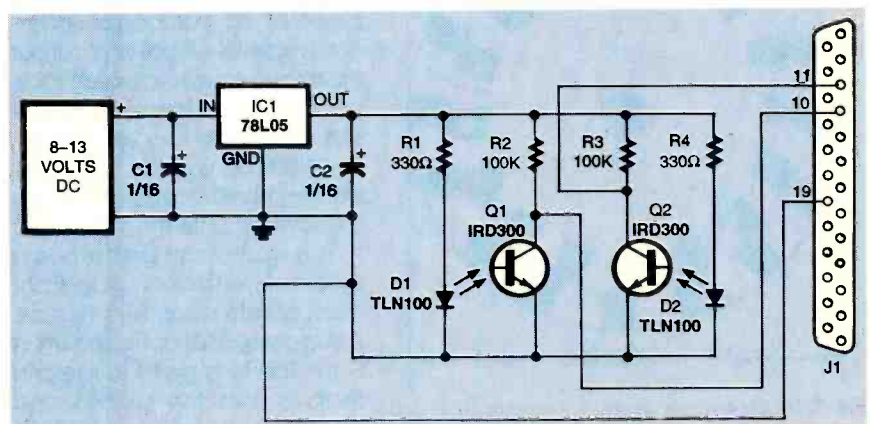 8–13
VOLTS
DC
+
C1
1/16
+
IN
IC1
78L05
OUT
GND
C2
1/16
+
R1
330Ω
R2
100K
R3
100K
R4
330Ω
Q1
IRD300
Q2
IRD300
D1
TLN100
D2
TLN100
11
10
19
J1